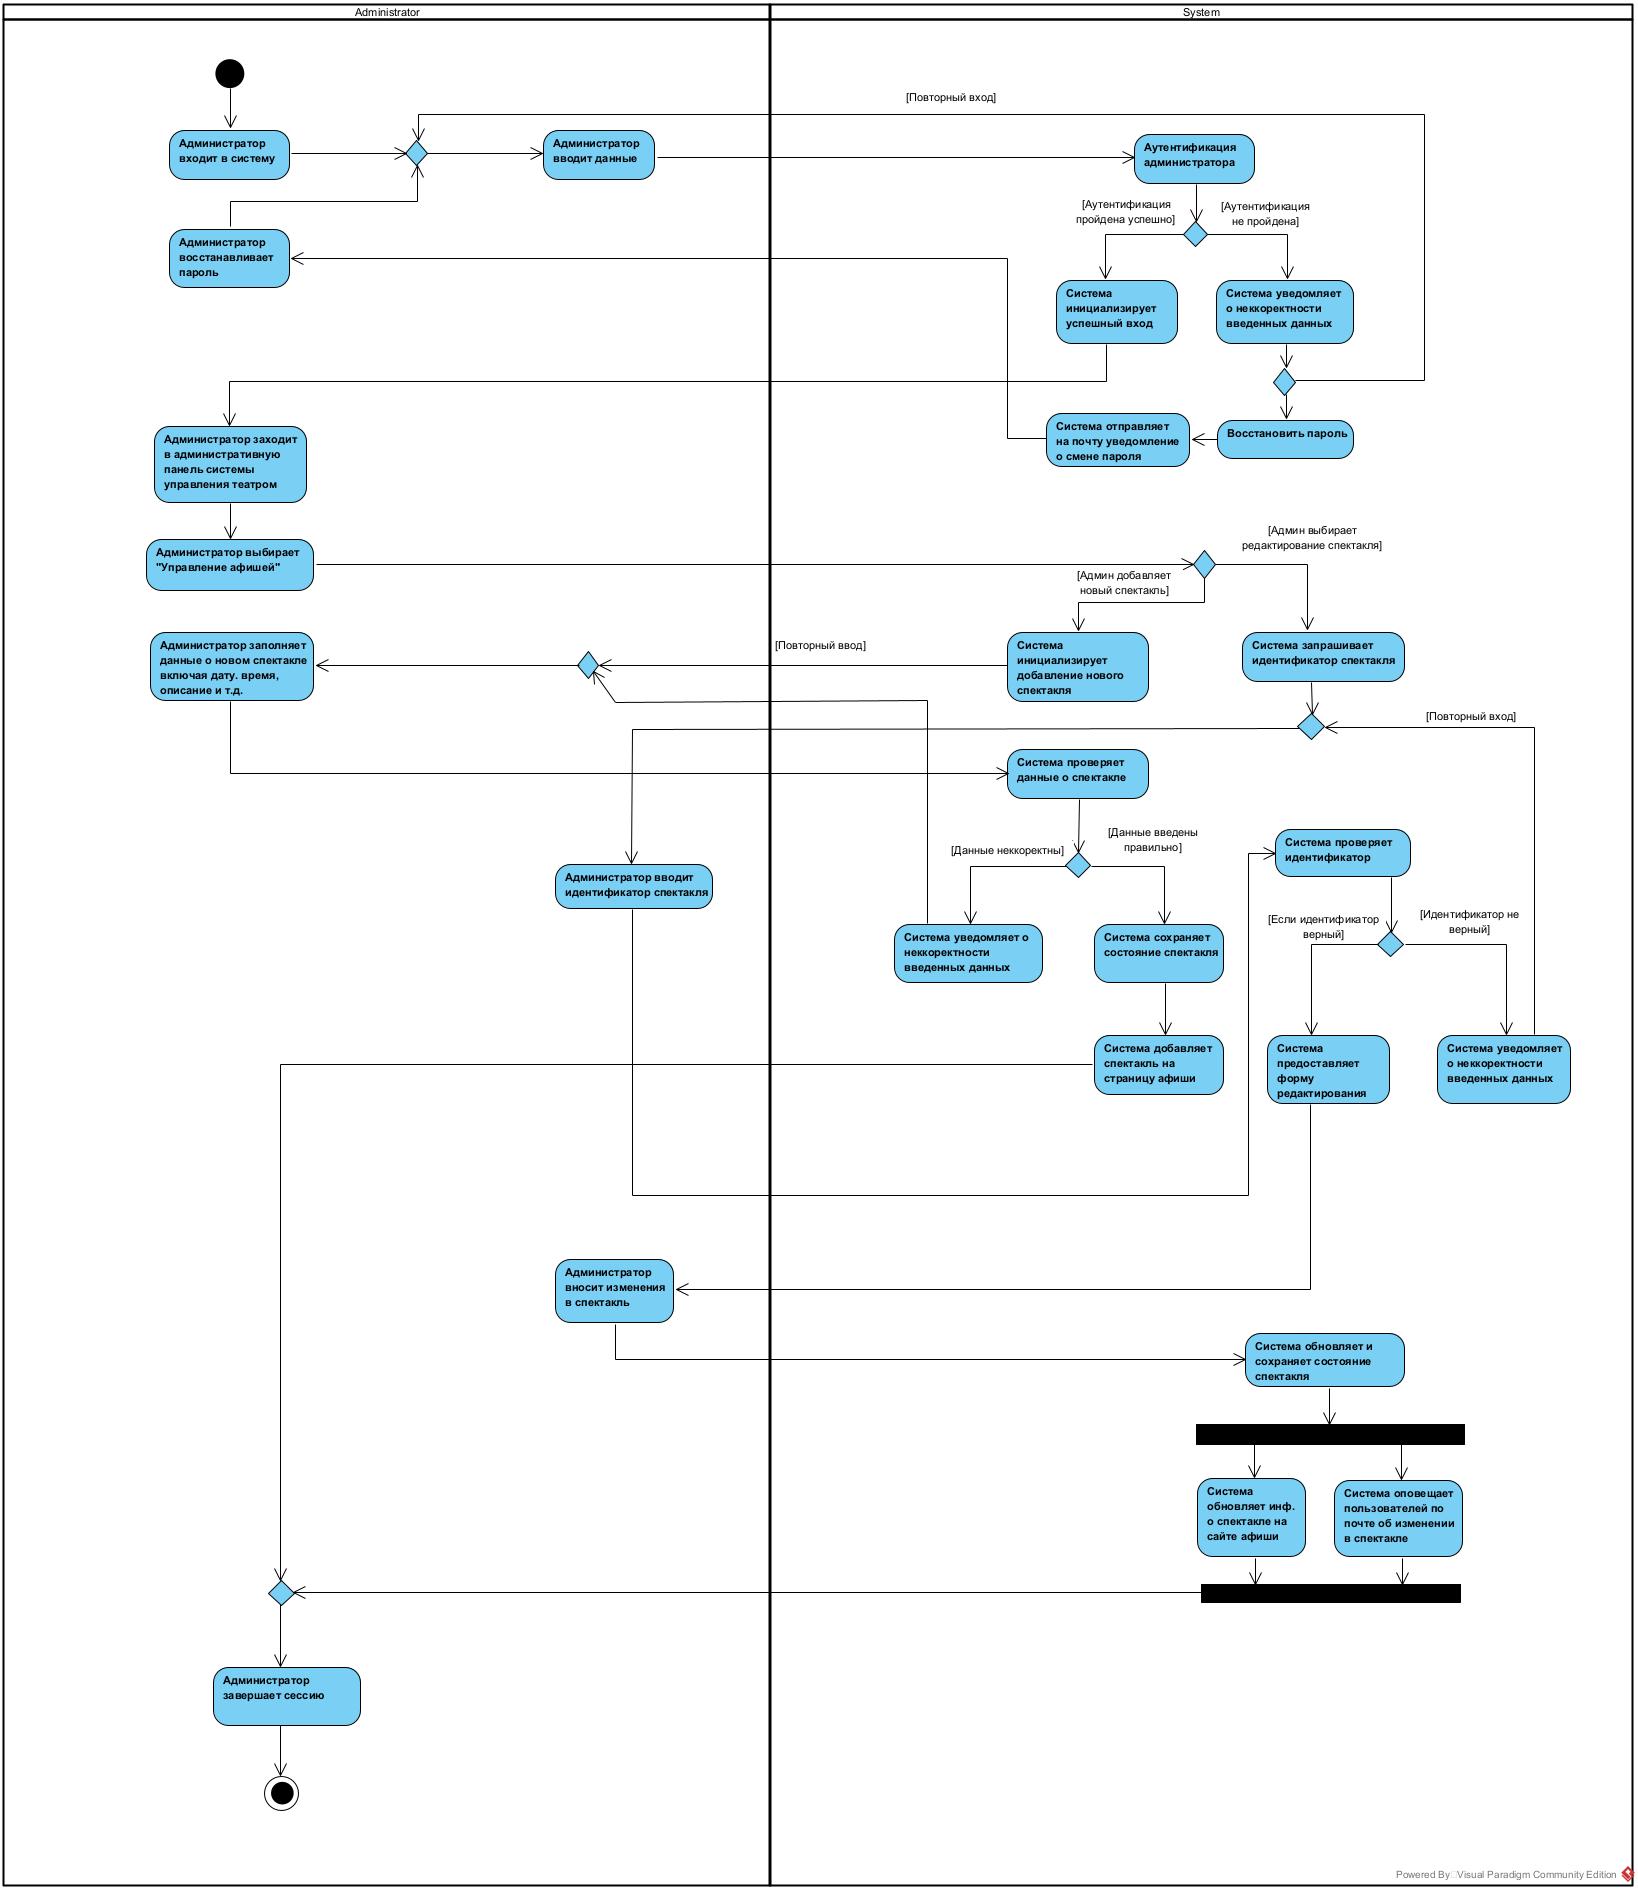 Administrator
System
[Повторный вход]
Администратор
входит в систему
Администратор
вводит данные
Аутентификация
администратора
[Аутентификация
пройдена успешно]
[Аутентификация
не пройдена]
Администратор
восстанавливает
пароль
Система
инициализирует
успешный вход
Система уведомляет
о неккоректности
введенных данных
Администратор заходит
в административную
панель системы
управления театром
Система отправляет
на почту уведомление
о смене пароля
Восстановить пароль
[Админ выбирает
редактирование спектакля]
Администратор выбирает
"Управление афишей"
[Админ добавляет
новый спектакль]
Администратор заполняет
данные о новом спектакле
включая дату. время,
описание и т.д.
[Повторный ввод]
Система
инициализирует
добавление нового
спектакля
Система запрашивает
идентификатор спектакля
[Повторный вход]
Система проверяет
данные о спектакле
[Данные неккоректны]
[Данные введены
правильно]
Система проверяет
идентификатор
Администратор вводит
идентификатор спектакля
[Если идентификатор
верный]
[Идентификатор не
верный]
Система уведомляет о
неккоректности
введенных данных
Система сохраняет
состояние спектакля
Система добавляет
спектакль на
страницу афиши
Система
предоставляет
форму
редактирования
Система уведомляет
о неккоректности
введенных данных
Администратор
вносит изменения
в спектакль
Система обновляет и
сохраняет состояние
спектакля
Система
обновляет инф.
о спектакле на
сайте афиши
Система оповещает
пользователей по
почте об изменении
в спектакле
Администратор
завершает сессию
Powered By Visual Paradigm Community Edition